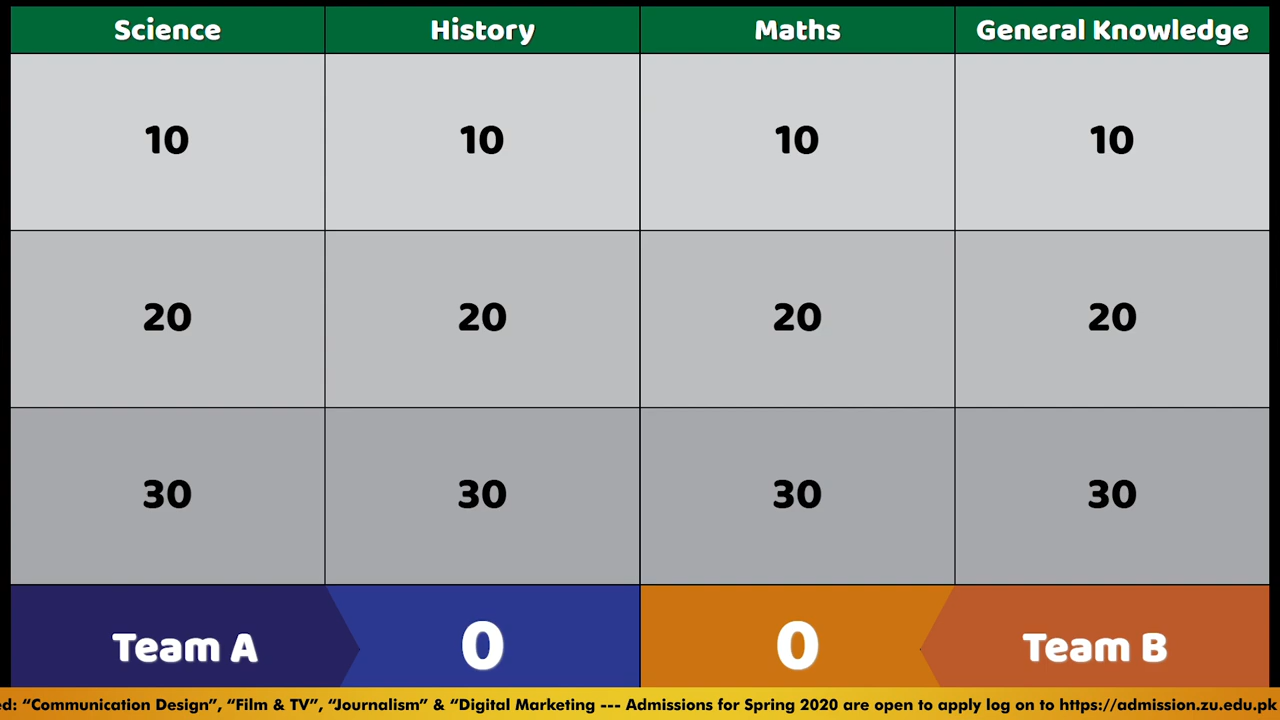 Science History Maths General Knowledge
10 10 10 10
20 20 20 20
30 30 30 30
Team A 0 0 Team B
“Communication Design”, “Film & TV”, “Journalism” & “Digital Marketing --- Admissions for Spring 2020 are open to apply log on to https://admission.zu.edu.pk